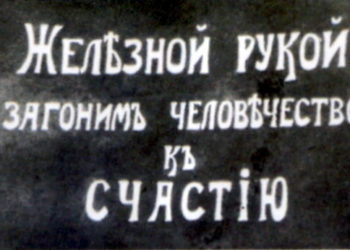 Желѣзной рукой
загонимъ человѣчество
къ
счастію